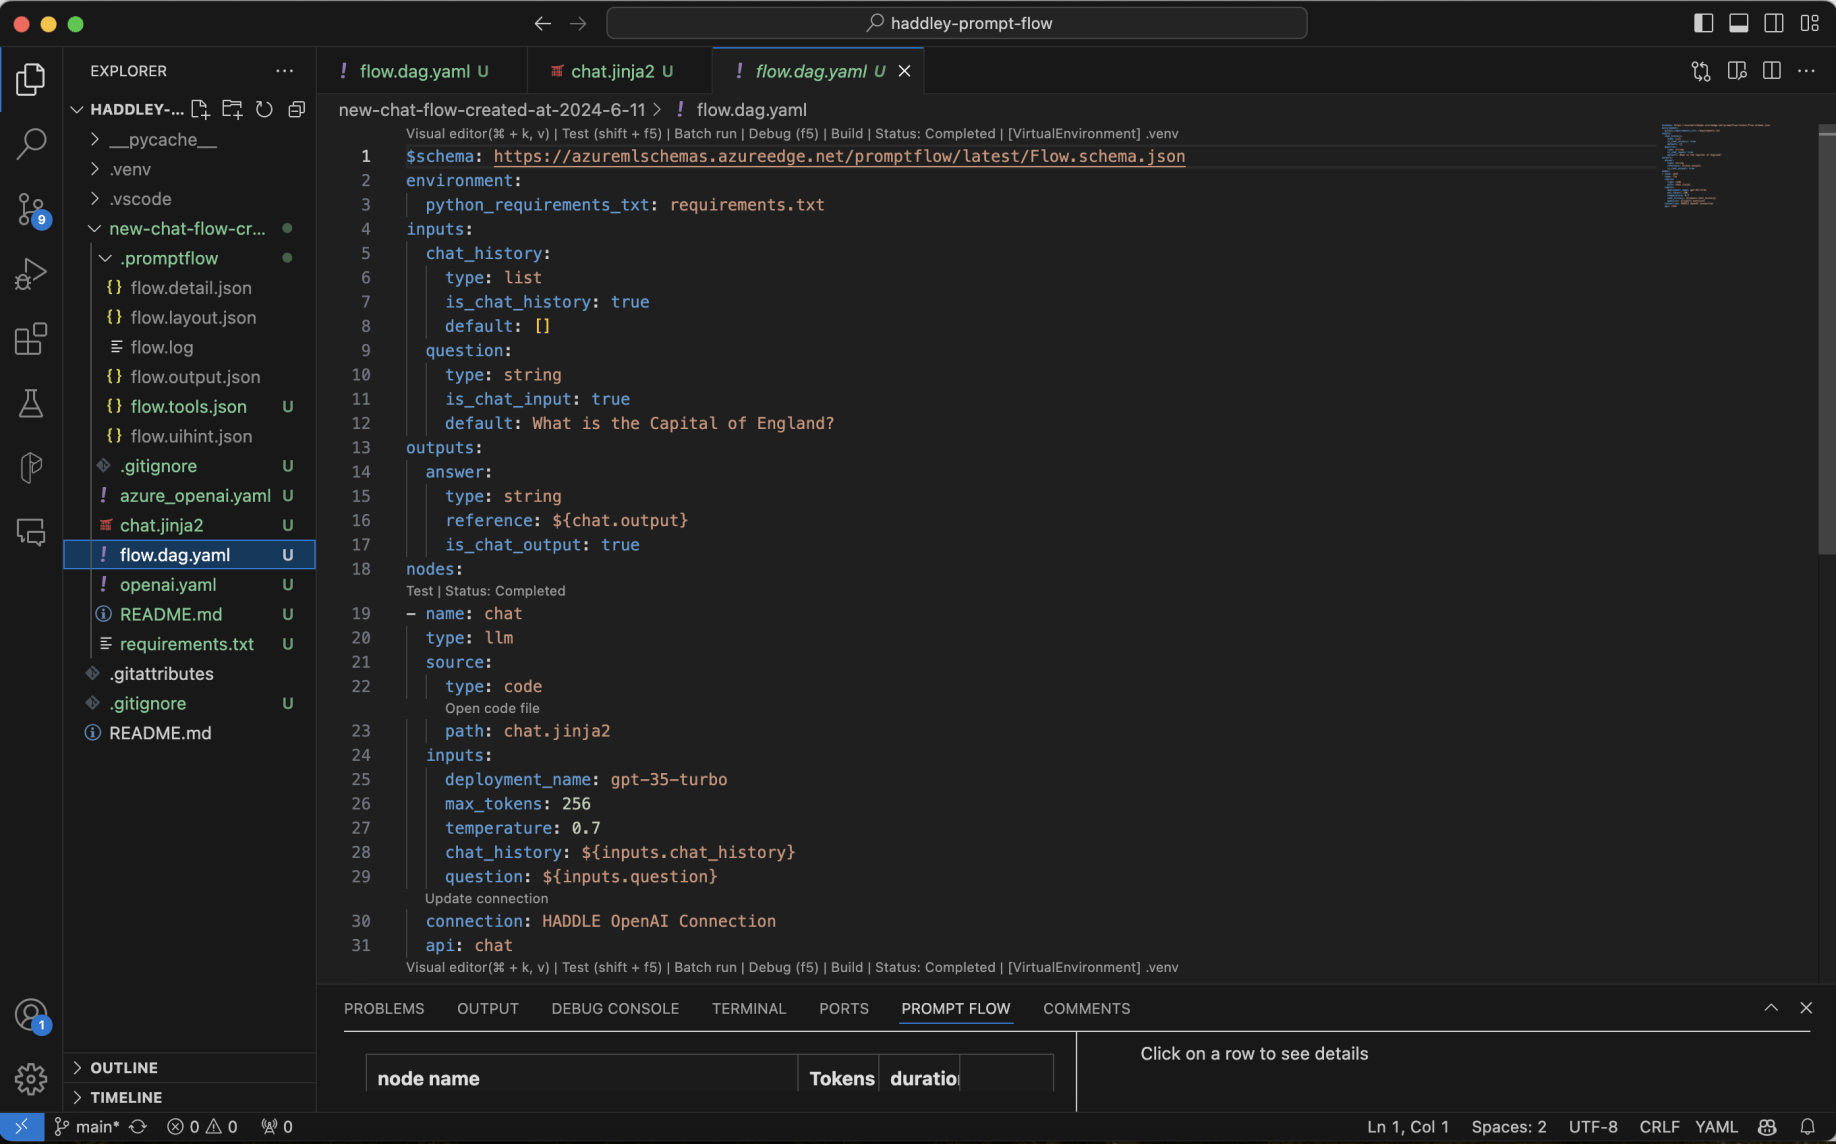 haddley-prompt-flow
EXPLORER
HADDLEY-...
__pycache__
.venv
.vscode
new-chat-flow-cr...
.promptflow
flow.detail.json
flow.layout.json
flow.log
flow.output.json
flow.tools.json U
flow.uihint.json
.gitignore U
azure_openai.yaml U
chat.jinja2 U
flow.dag.yaml U
openai.yaml U
README.md U
requirements.txt U
.gitattributes
.gitignore U
README.md
OUTLINE
TIMELINE
9
1
! flow.dag.yaml U
chat.jinja2 U
! flow.dag.yaml U
new-chat-flow-created-at-2024-6-11 > ! flow.dag.yaml
Visual editor(⌘ + k, v) | Test (shift + f5) | Batch run | Debug (f5) | Build | Status: Completed | [VirtualEnvironment] .venv
1 $schema: https://azuremlschemas.azureedge.net/promptflow/latest/Flow.schema.json
2 environment:
3 python_requirements_txt: requirements.txt
4 inputs:
5 chat_history:
6 type: list
7 is_chat_history: true
8 default: []
9 question:
10 type: string
11 is_chat_input: true
12 default: What is the Capital of England?
13 outputs:
14 answer:
15 type: string
16 reference: ${chat.output}
17 is_chat_output: true
18 nodes:
Test | Status: Completed
19 - name: chat
20 type: llm
21 source:
22 type: code
Open code file
23 path: chat.jinja2
24 inputs:
25 deployment_name: gpt-35-turbo
26 max_tokens: 256
27 temperature: 0.7
28 chat_history: ${inputs.chat_history}
29 question: ${inputs.question}
Update connection
30 connection: HADDLE OpenAI Connection
31 api: chat
Visual editor(⌘ + k, v) | Test (shift + f5) | Batch run | Debug (f5) | Build | Status: Completed | [VirtualEnvironment] .venv
PROBLEMS OUTPUT DEBUG CONSOLE TERMINAL PORTS PROMPT FLOW COMMENTS
node name Tokens duratio
Click on a row to see details
main* 0 0 0 Ln 1, Col 1 Spaces: 2 UTF-8 CRLF YAML